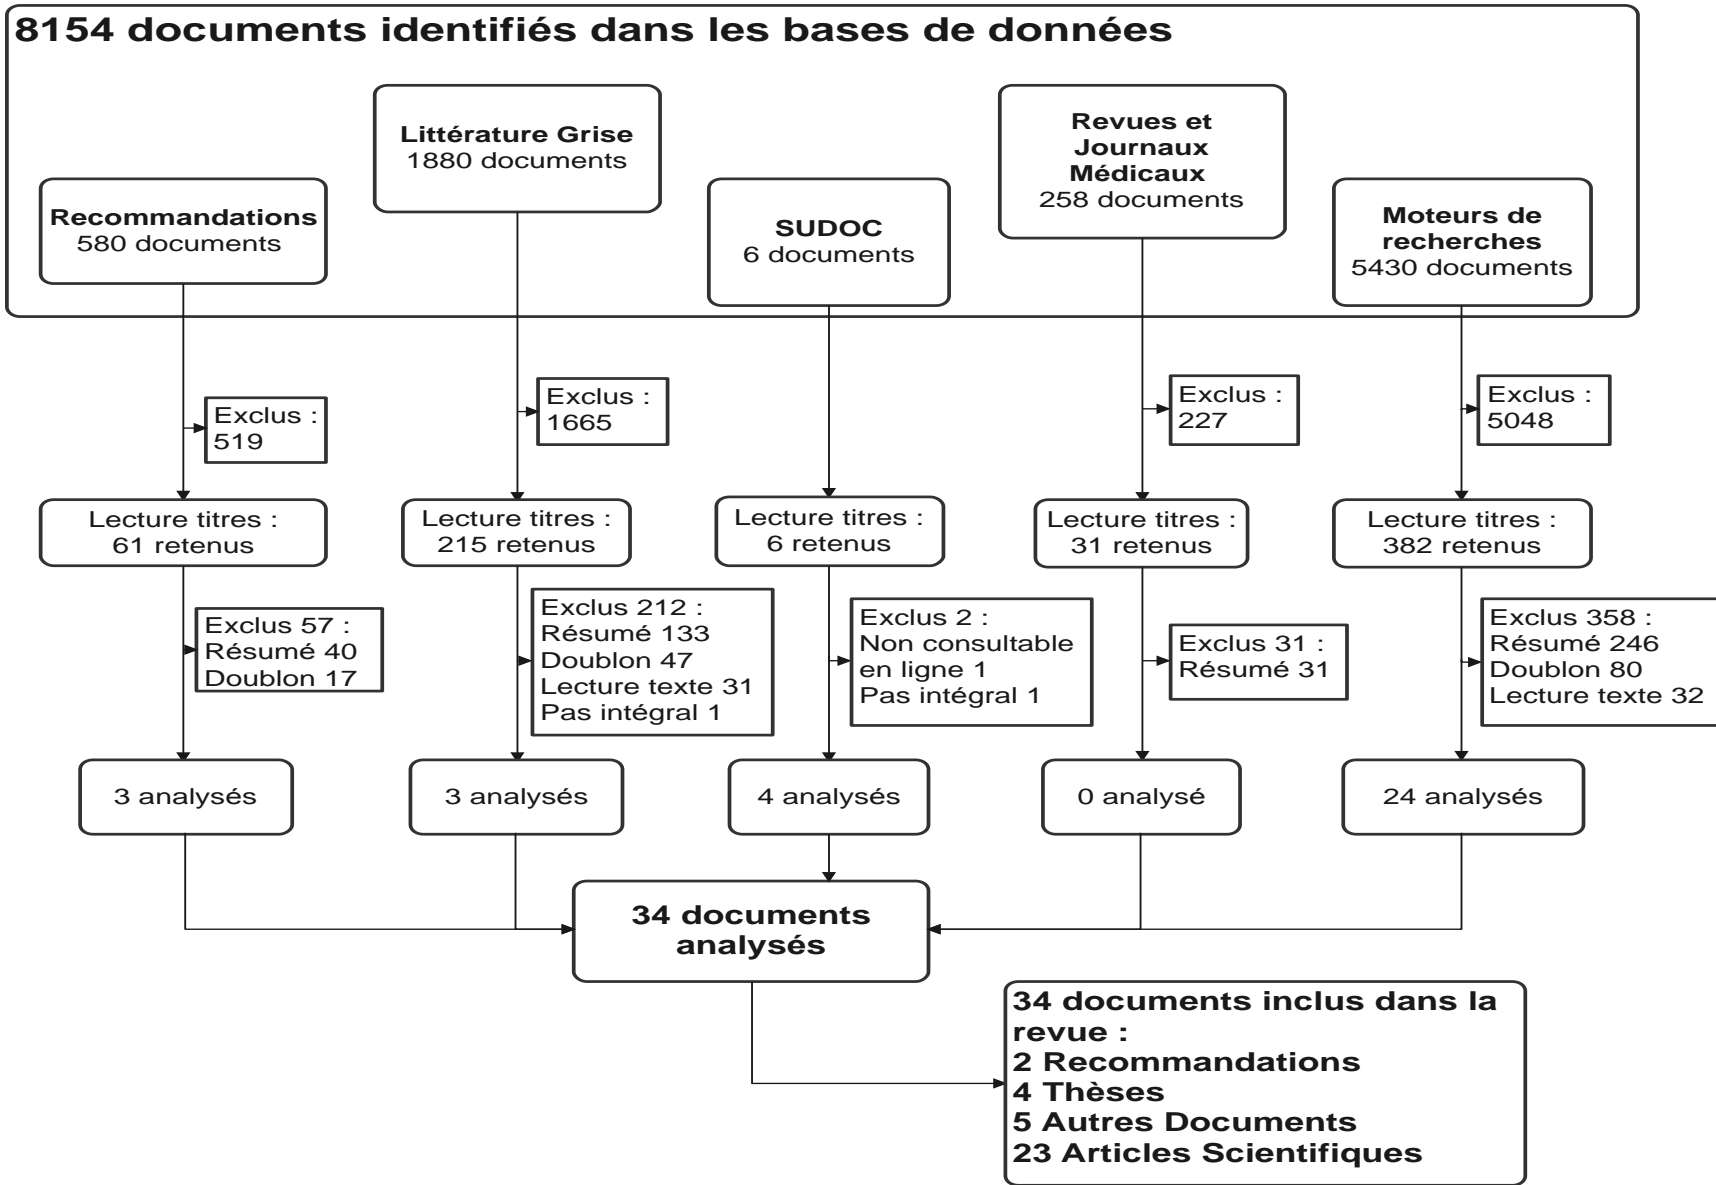 8154 documents identifiés dans les bases de données
Recommandations
580 documents
Littérature Grise
1880 documents
SUDOC
6 documents
Revues et
Journaux
Médicaux
258 documents
Moteurs de
recherches
5430 documents
Exclus :
519
Exclus :
1665
Exclus :
227
Exclus :
5048
Lecture titres :
61 retenus
Lecture titres :
215 retenus
Lecture titres :
6 retenus
Lecture titres :
31 retenus
Lecture titres :
382 retenus
Exclus 57 :
Résumé 40
Doublon 17
Exclus 212 :
Résumé 133
Doublon 47
Lecture texte 31
Pas intégral 1
Exclus 2 :
Non consultable
en ligne 1
Pas intégral 1
Exclus 31 :
Résumé 31
Exclus 358 :
Résumé 246
Doublon 80
Lecture texte 32
3 analysés
3 analysés
4 analysés
0 analysé
24 analysés
34 documents
analysés
34 documents inclus dans la
revue :
2 Recommandations
4 Thèses
5 Autres Documents
23 Articles Scientifiques